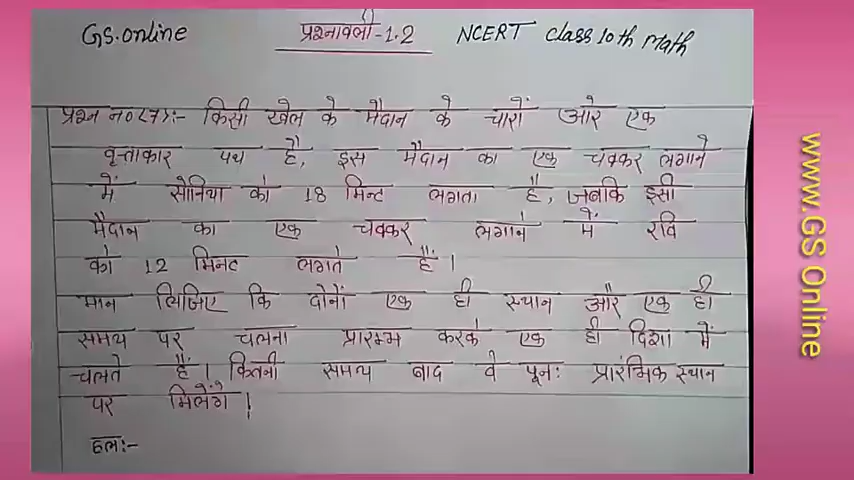 GS.online प्रश्नावली-1.2 NCERT class 10th Math
प्रश्न न०(7):- किसी खेल के मैदान के चारों ओर एक
वृत्ताकार पथ है, इस मैदान का एक चक्कर लगाने
में सोनिया को 18 मिन्ट लगता है, जबकि इसी
मैदान का एक चक्कर लगाने में रवि
को 12 मिनट लगते हैं।
मान लिजिए कि दोनों एक ही स्थान और एक ही
समय पर चलना प्रारम्भ करके एक ही दिशा में
चलते हैं। कितनी समय बाद वे पूनः प्रारंम्भिक स्थान
पर मिलेंगे।
हल:-
www.GS Online